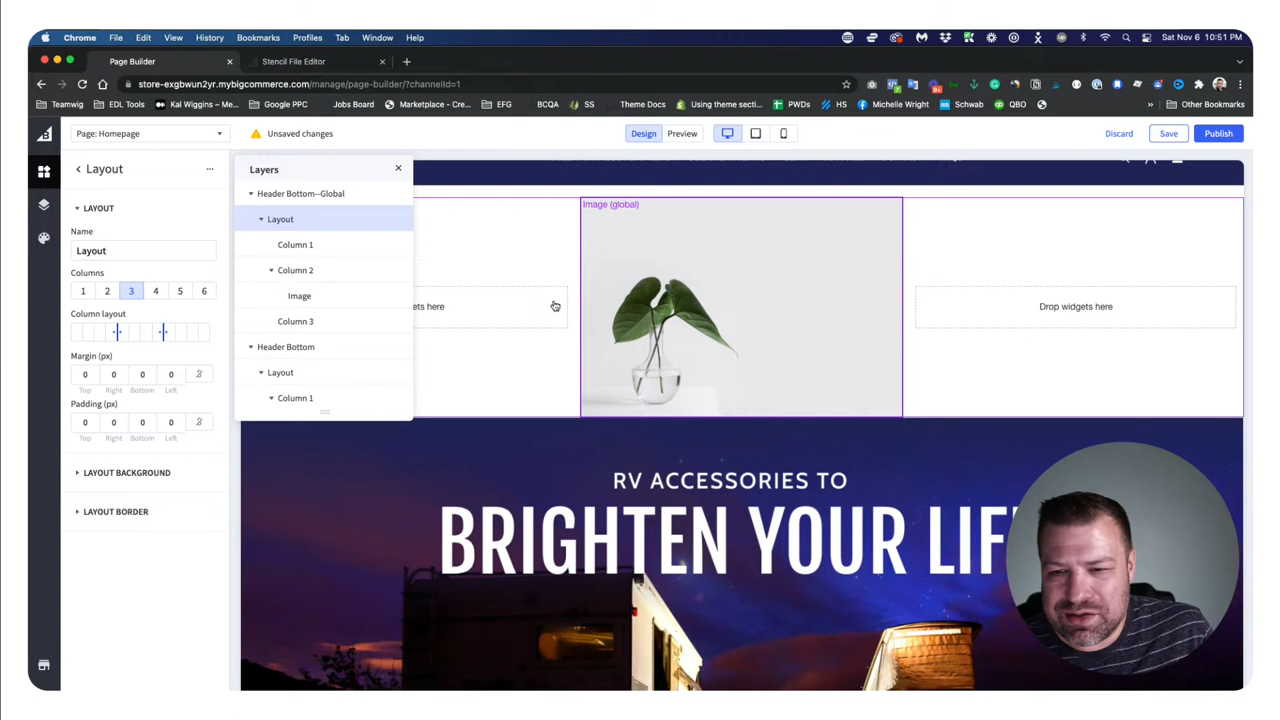 Chrome File Edit View History Bookmarks Profiles Tab Window Help
Sat Nov 6 10:51 PM
Page Builder
Stencil File Editor
store-exgbwun2yr.mybigcommerce.com/manage/page-builder/?channelId=1
Teamwig
EDL Tools
Kal Wiggins – Me...
Google PPC
Jobs Board
Marketplace - Cre...
EFG
BCQA
SS
Theme Docs
Using theme secti...
PWDs
HS
Michelle Wright
Schwab
QBO
Other Bookmarks
Page: Homepage
Unsaved changes
Design
Preview
Discard
Save
Publish
Layout
LAYOUT
Name
Layout
Columns
1 2 3 4 5 6
Column layout
Margin (px)
0 0 0 0
Top Right Bottom Left
Padding (px)
0 0 0 0
Top Right Bottom Left
LAYOUT BACKGROUND
LAYOUT BORDER
Layers
Header Bottom--Global
Layout
Column 1
Column 2
Image
Column 3
Header Bottom
Layout
Column 1
Image (global)
ets here
Drop widgets here
RV ACCESSORIES TO
BRIGHTEN YOUR LIF